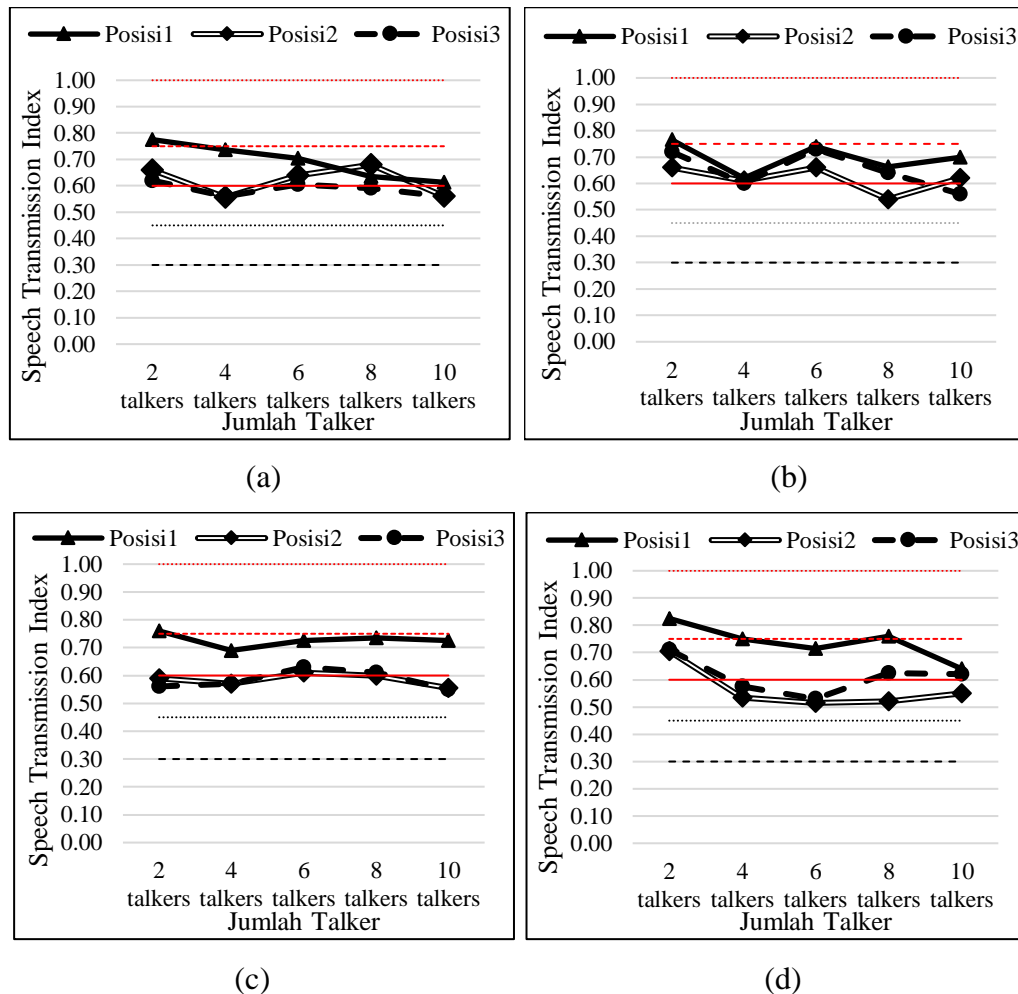 Posisi1 Posisi2 Posisi3
1.00
0.90
0.80
0.70
0.60
0.50
0.40
0.30
0.20
0.10
0.00
Speech Transmission Index
2 4 6 8 10
talkers talkers talkers talkers talkers
Jumlah Talker
(a)
Posisi1 Posisi2 Posisi3
1.00
0.90
0.80
0.70
0.60
0.50
0.40
0.30
0.20
0.10
0.00
Speech Transmission Index
2 4 6 8 10
talkers talkers talkers talkers talkers
Jumlah Talker
(b)
Posisi1 Posisi2 Posisi3
1.00
0.90
0.80
0.70
0.60
0.50
0.40
0.30
0.20
0.10
0.00
Speech Transmission Index
2 4 6 8 10
talkers talkers talkers talkers talkers
Jumlah Talker
(c)
Posisi1 Posisi2 Posisi3
1.00
0.90
0.80
0.70
0.60
0.50
0.40
0.30
0.20
0.10
0.00
Speech Transmission Index
2 4 6 8 10
talkers talkers talkers talkers talkers
Jumlah Talker
(d)